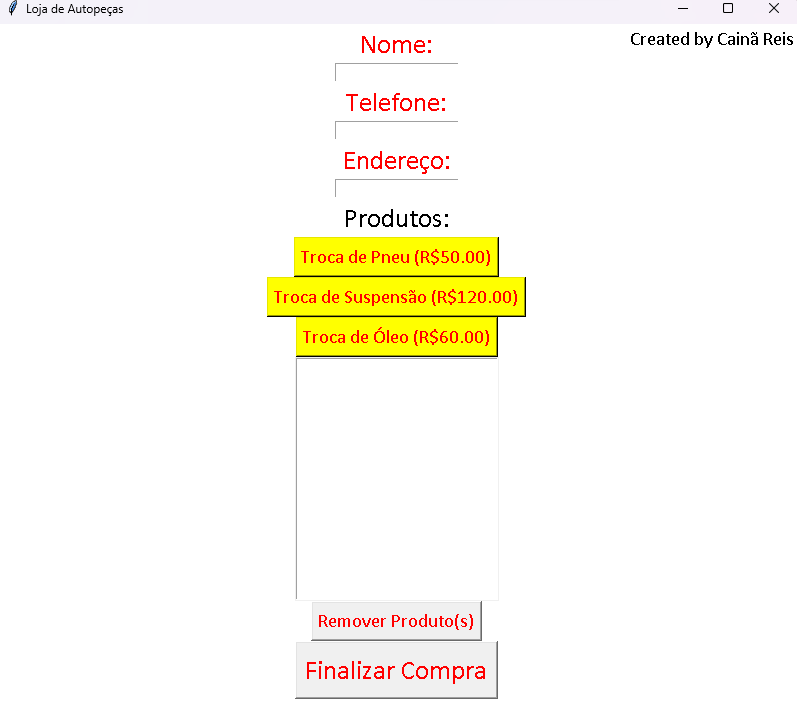 Loja de Autopeças
Created by Cainã Reis
Nome:
Telefone:
Endereço:
Produtos:
Troca de Pneu (R$50.00)
Troca de Suspensão (R$120.00)
Troca de Óleo (R$60.00)
Remover Produto(s)
Finalizar Compra